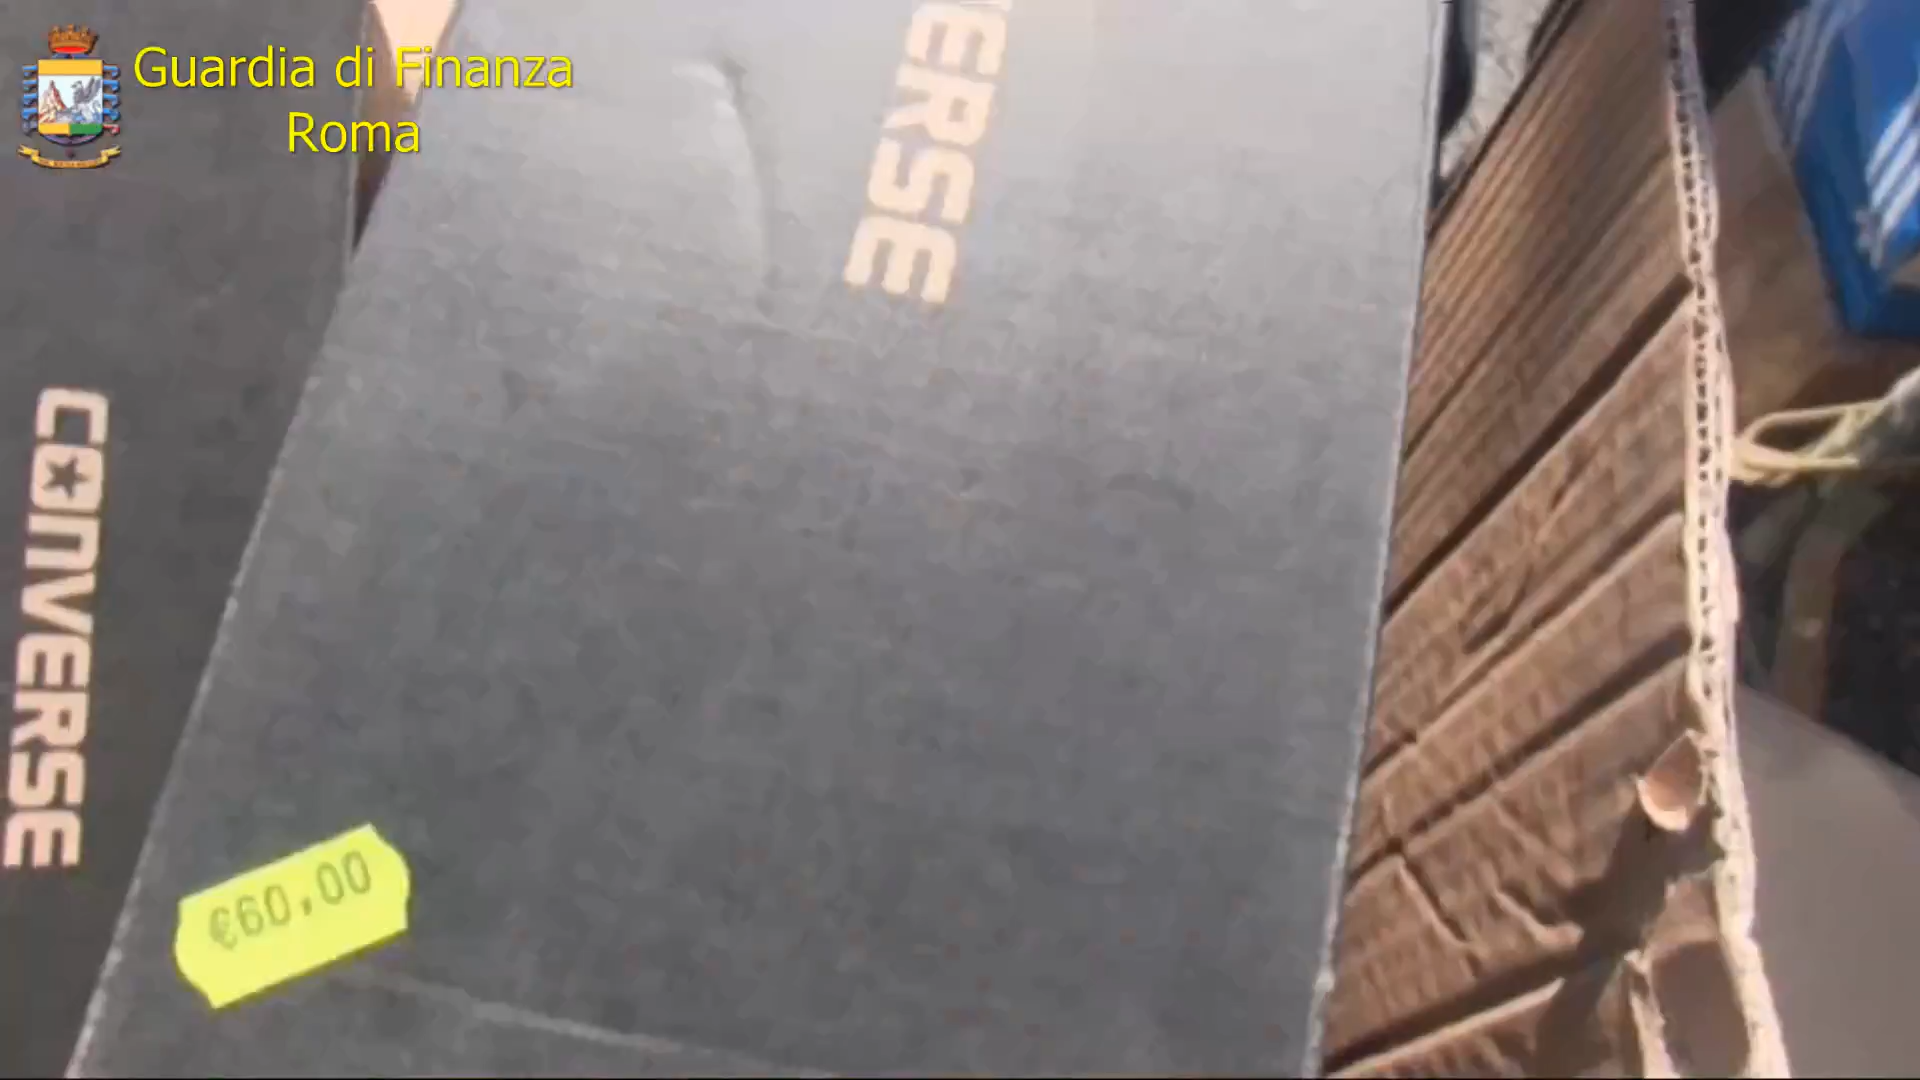 Guardia di Finanza
Roma
ERSE
CONVERSE
€60,00